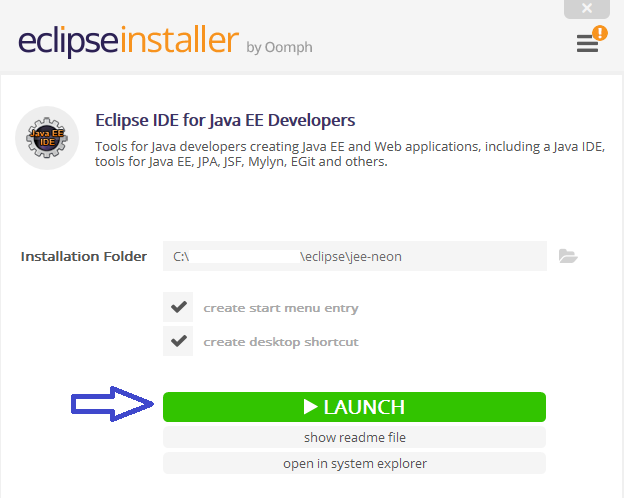 eclipseinstaller by Oomph
!
Java EE
IDE
Eclipse IDE for Java EE Developers
Tools for Java developers creating Java EE and Web applications, including a Java IDE,
tools for Java EE, JPA, JSF, Mylyn, EGit and others.
Installation Folder C:\ \eclipse\jee-neon
create start menu entry
create desktop shortcut
LAUNCH
show readme file
open in system explorer